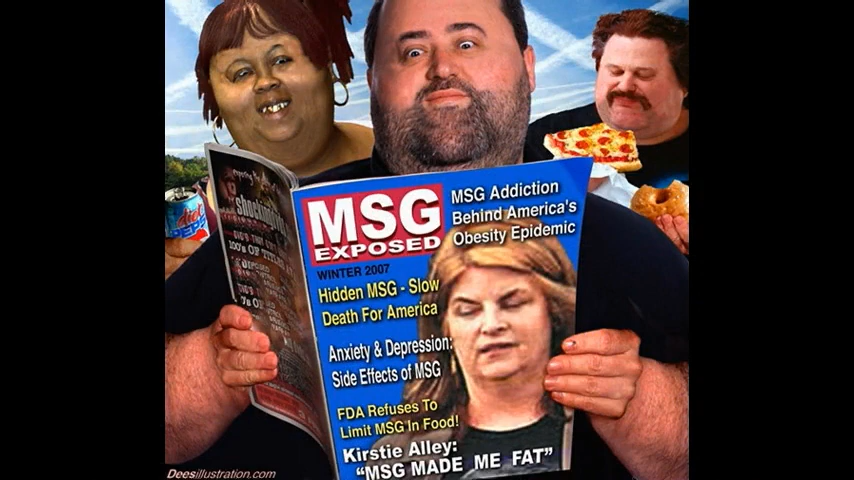 MSG
EXPOSED
WINTER 2007
MSG Addiction
Behind America's
Obesity Epidemic
Hidden MSG - Slow
Death For America
Anxiety & Depression:
Side Effects of MSG
FDA Refuses To
Limit MSG In Food!
Kirstie Alley:
"MSG MADE ME FAT"
diet
PEPSI
Deesillustration.com